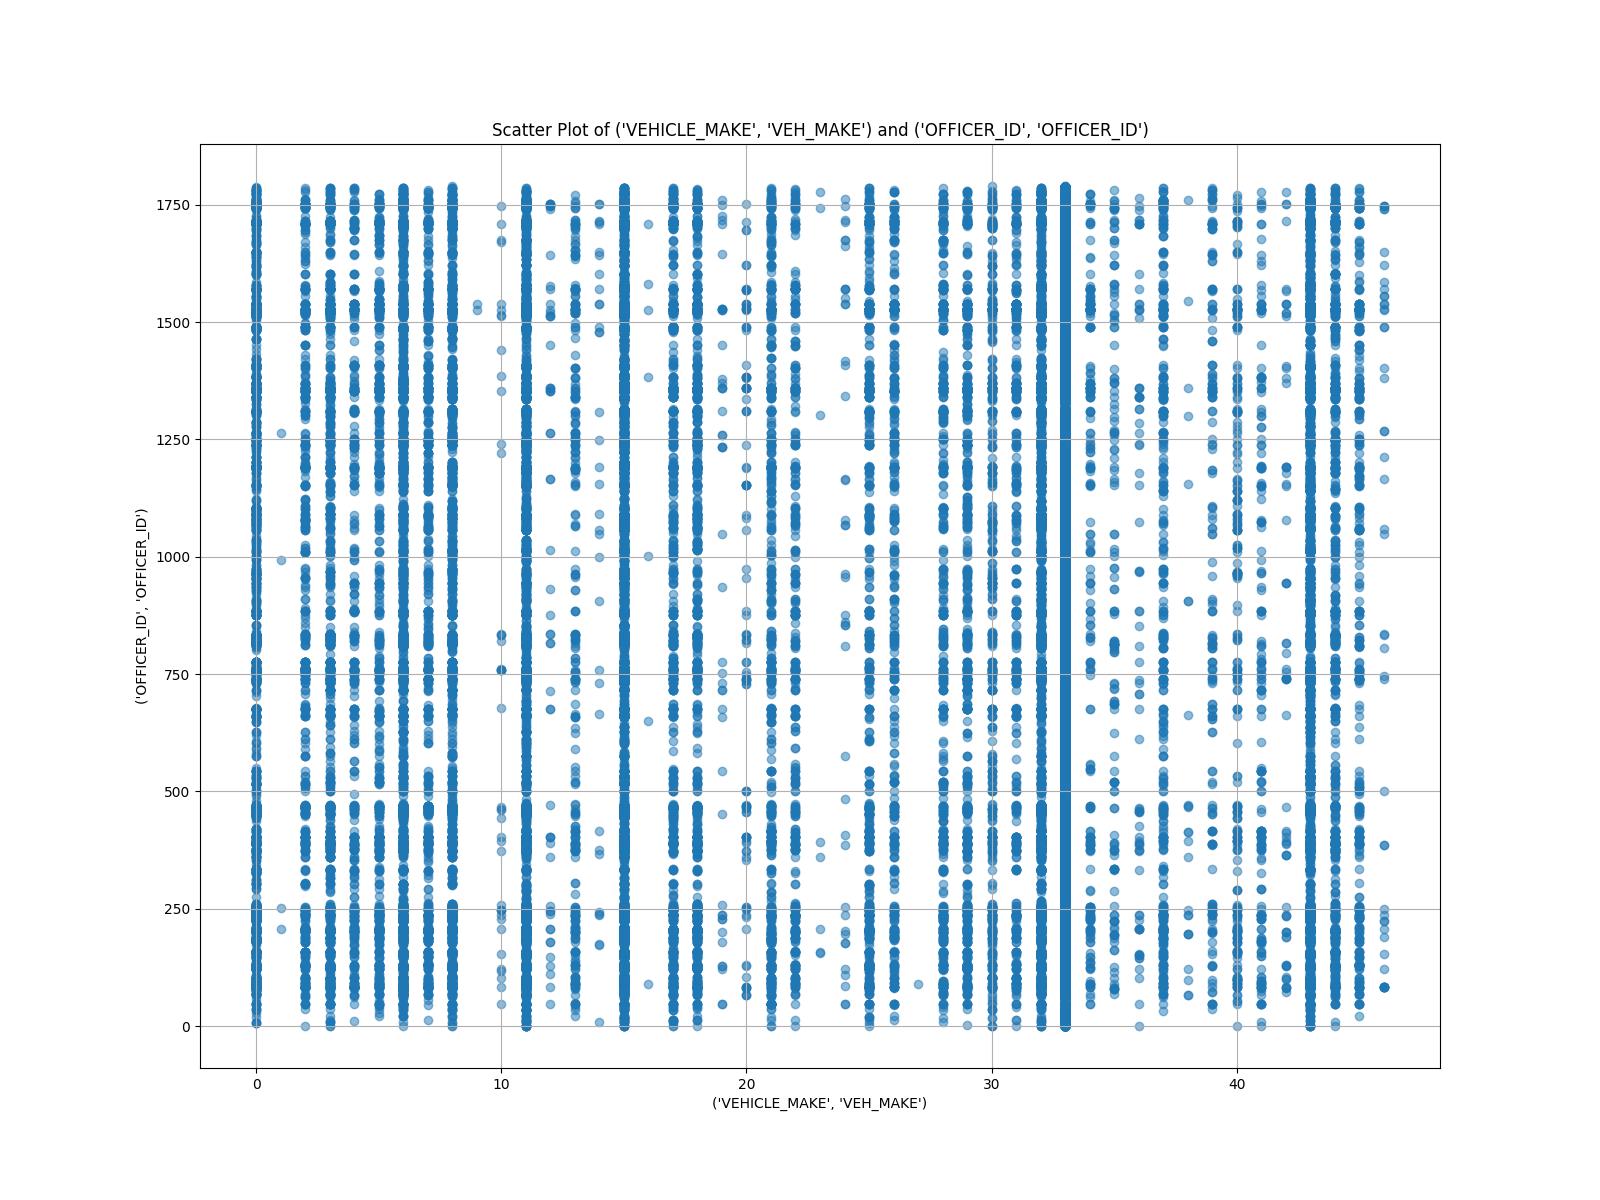 Scatter Plot of ('VEHICLE_MAKE', 'VEH_MAKE') and ('OFFICER_ID', 'OFFICER_ID')
1750
1500
1250
1000
750
500
250
0
('OFFICER_ID', 'OFFICER_ID')
0 10 20 30 40
('VEHICLE_MAKE', 'VEH_MAKE')